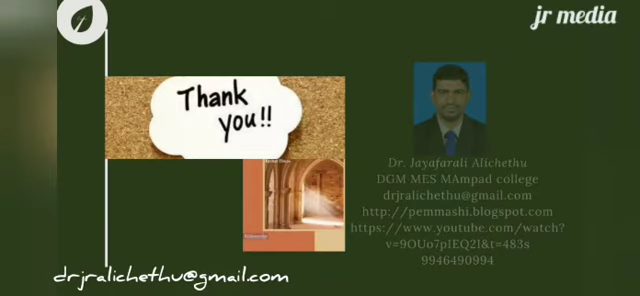 jr media
Thank
you!!
Dr. Jayafarali Alichethu
DGM MES MAmpad college
drjralichethu@gmail.com
http://pemmashi.blogspot.com
https://www.youtube.com/watch?
v=9OUo7pIEQ2I&t=483s
9946490994
drjralichethu@gmail.com